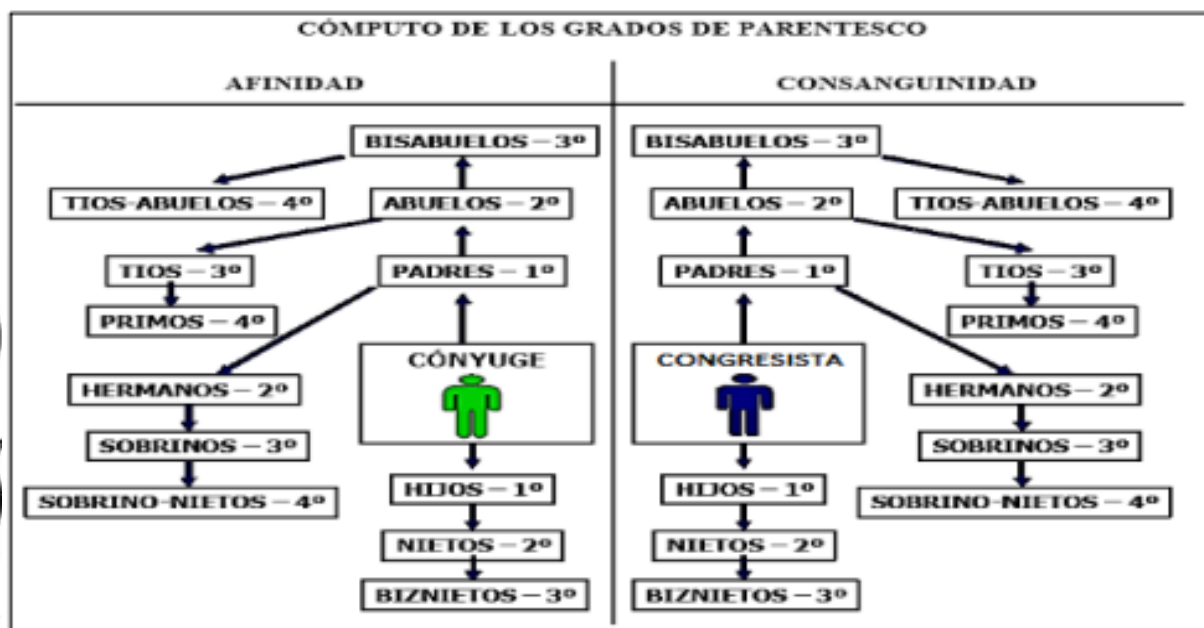 CÓMPUTO DE LOS GRADOS DE PARENTESCO
AFINIDAD
BISABUELOS – 3º
TIOS-ABUELOS – 4º
ABUELOS – 2º
TIOS – 3º
PADRES – 1º
PRIMOS – 4º
CÓNYUGE
HERMANOS – 2º
SOBRINOS – 3º
SOBRINO-NIETOS – 4º
HIJOS – 1º
NIETOS – 2º
BIZNIETOS – 3º
CONSANGUINIDAD
BISABUELOS – 3º
ABUELOS – 2º
TIOS-ABUELOS – 4º
PADRES – 1º
TIOS – 3º
PRIMOS – 4º
CONGRESISTA
HERMANOS – 2º
SOBRINOS – 3º
SOBRINO-NIETOS – 4º
HIJOS – 1º
NIETOS – 2º
BIZNIETOS – 3º